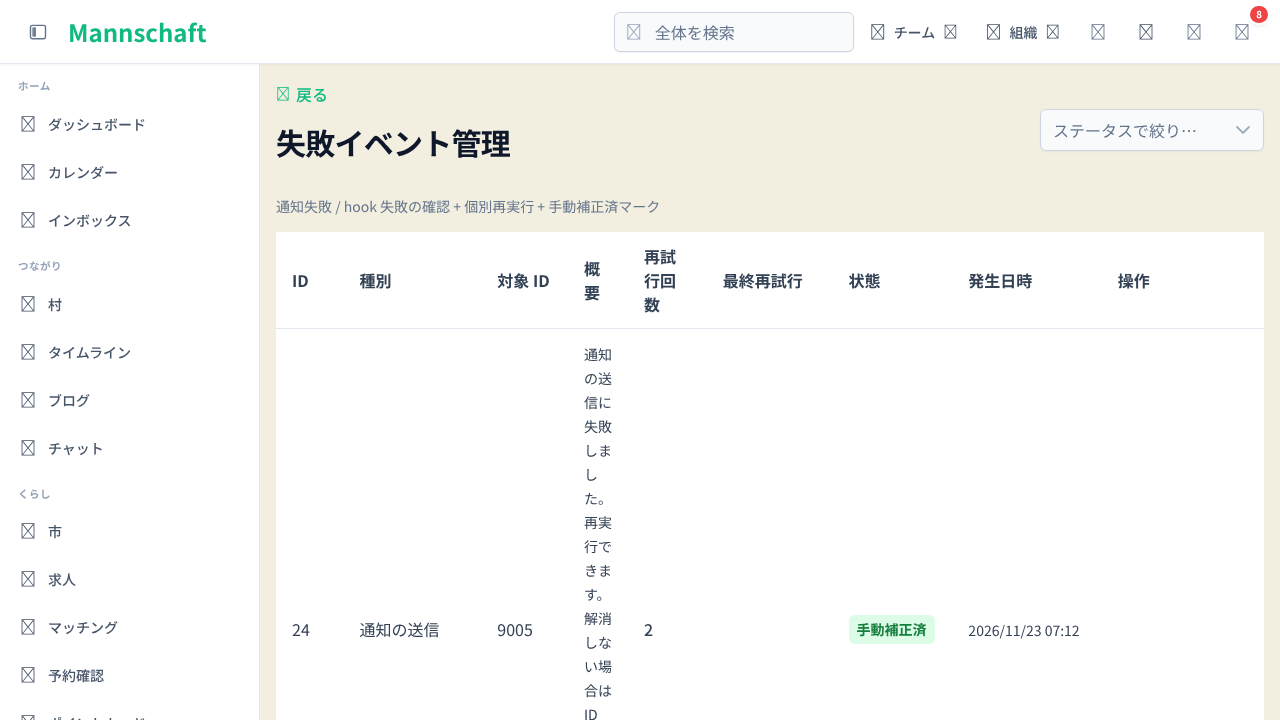 Mannschaft
全体を検索
チーム
組織
8
ホーム
ダッシュボード
カレンダー
インボックス
つながり
村
タイムライン
ブログ
チャット
くらし
市
求人
マッチング
予約確認
戻る
失敗イベント管理
ステータスで絞り…
通知失敗 / hook 失敗の確認 + 個別再実行 + 手動補正済マーク
ID
種別
対象 ID
概
要
再試
行回
数
最終再試行
状態
発生日時
操作
24
通知の送信
9005
通知
の送
信に
失敗
しま
し
た。
再実
行で
きま
す。
解消
しな
い場
合は
ID
2
手動補正済
2026/11/23 07:12